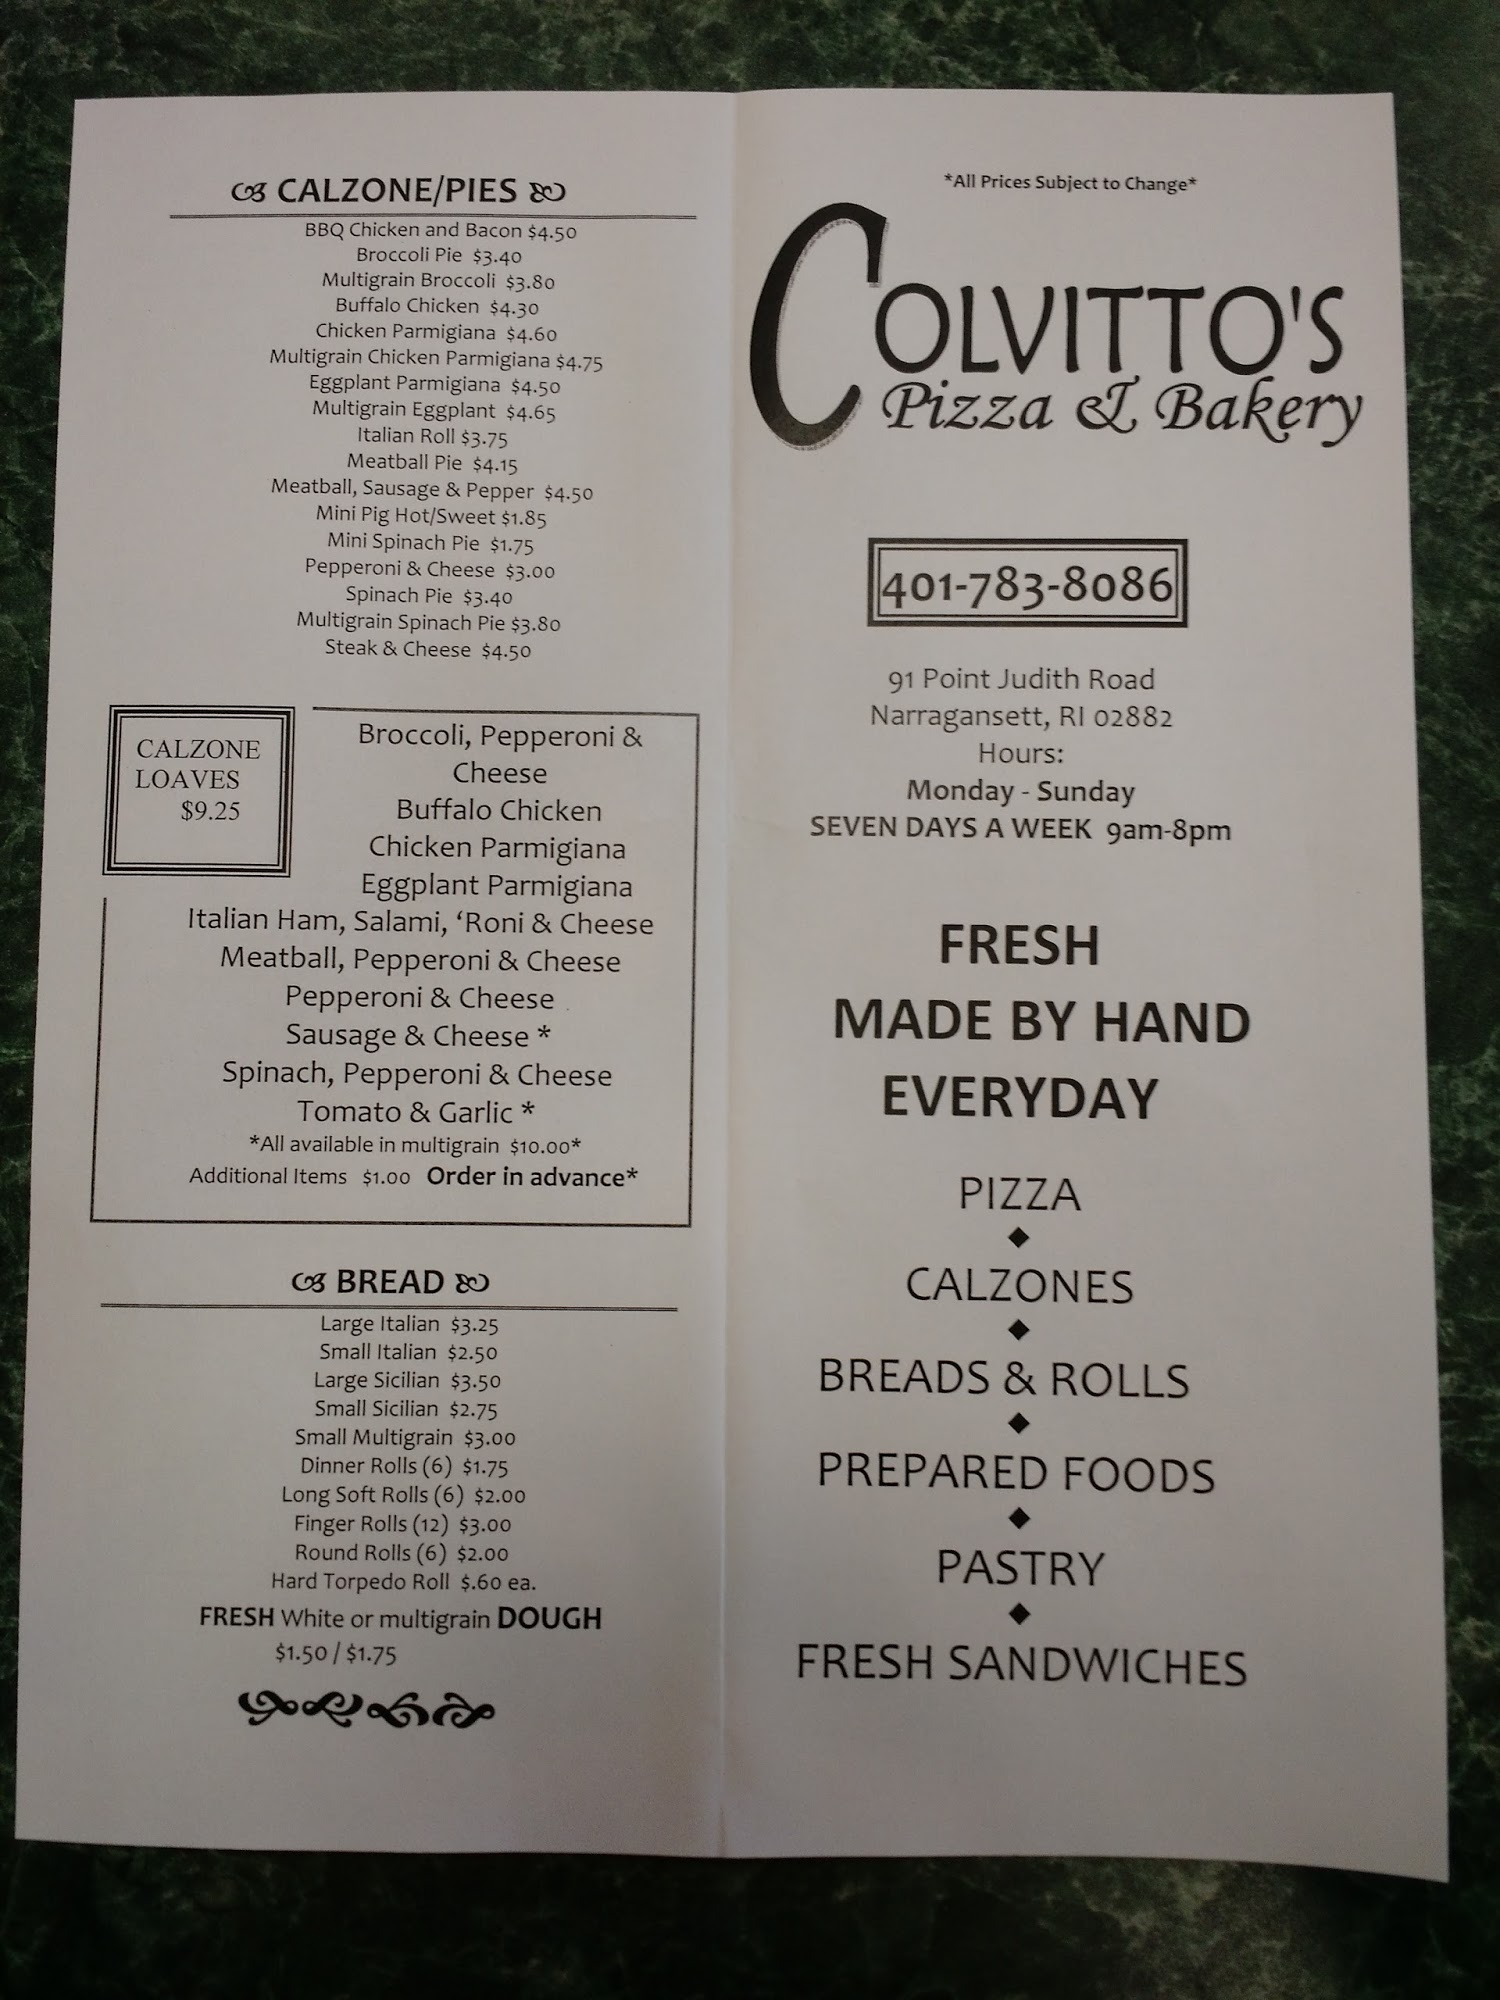 CALZONE/PIES
BBQ Chicken and Bacon $4.50
Broccoli Pie $3.40
Multigrain Broccoli $3.80
Buffalo Chicken $4.30
Chicken Parmigiana $4.60
Multigrain Chicken Parmigiana $4.75
Eggplant Parmigiana $4.50
Multigrain Eggplant $4.65
Italian Roll $3.75
Meatball Pie $4.15
Meatball, Sausage & Pepper $4.50
Mini Pig Hot/Sweet $1.85
Mini Spinach Pie $1.75
Pepperoni & Cheese $3.00
Spinach Pie $3.40
Multigrain Spinach Pie $3.80
Steak & Cheese $4.50
CALZONE
LOAVES
$9.25
Broccoli, Pepperoni &
Cheese
Buffalo Chicken
Chicken Parmigiana
Eggplant Parmigiana
Italian Ham, Salami, ‘Roni & Cheese
Meatball, Pepperoni & Cheese
Pepperoni & Cheese
Sausage & Cheese *
Spinach, Pepperoni & Cheese
Tomato & Garlic *
*All available in multigrain $10.00*
Additional Items $1.00 Order in advance*
BREAD
Large Italian $3.25
Small Italian $2.50
Large Sicilian $3.50
Small Sicilian $2.75
Small Multigrain $3.00
Dinner Rolls (6) $1.75
Long Soft Rolls (6) $2.00
Finger Rolls (12) $3.00
Round Rolls (6) $2.00
Hard Torpedo Roll $.60 ea.
FRESH White or multigrain DOUGH
$1.50 / $1.75
*All Prices Subject to Change*
COLVITTO'S
Pizza & Bakery
401-783-8086
91 Point Judith Road
Narragansett, RI 02882
Hours:
Monday - Sunday
SEVEN DAYS A WEEK 9am-8pm
FRESH
MADE BY HAND
EVERYDAY
PIZZA
CALZONES
BREADS & ROLLS
PREPARED FOODS
PASTRY
FRESH SANDWICHES